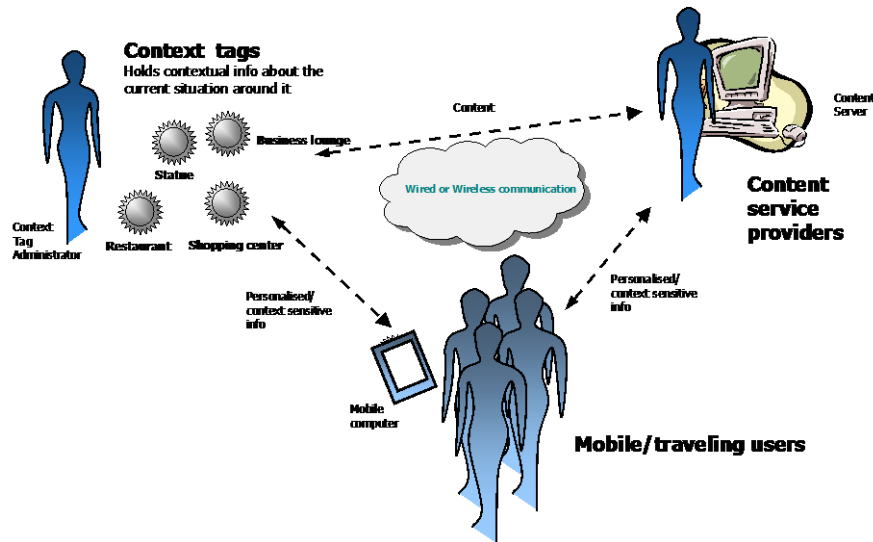 Context tags
Holds contextual info about the
current situation around it
Content
Content
Server
Business lounge
Statue
Wired or Wireless communication
Content
service
providers
Context
Tag
Administrator
Restaurant
Shopping center
Personalised/
context sensitive
info
Personalised/
context sensitive
info
Mobile
computer
Mobile/traveling users